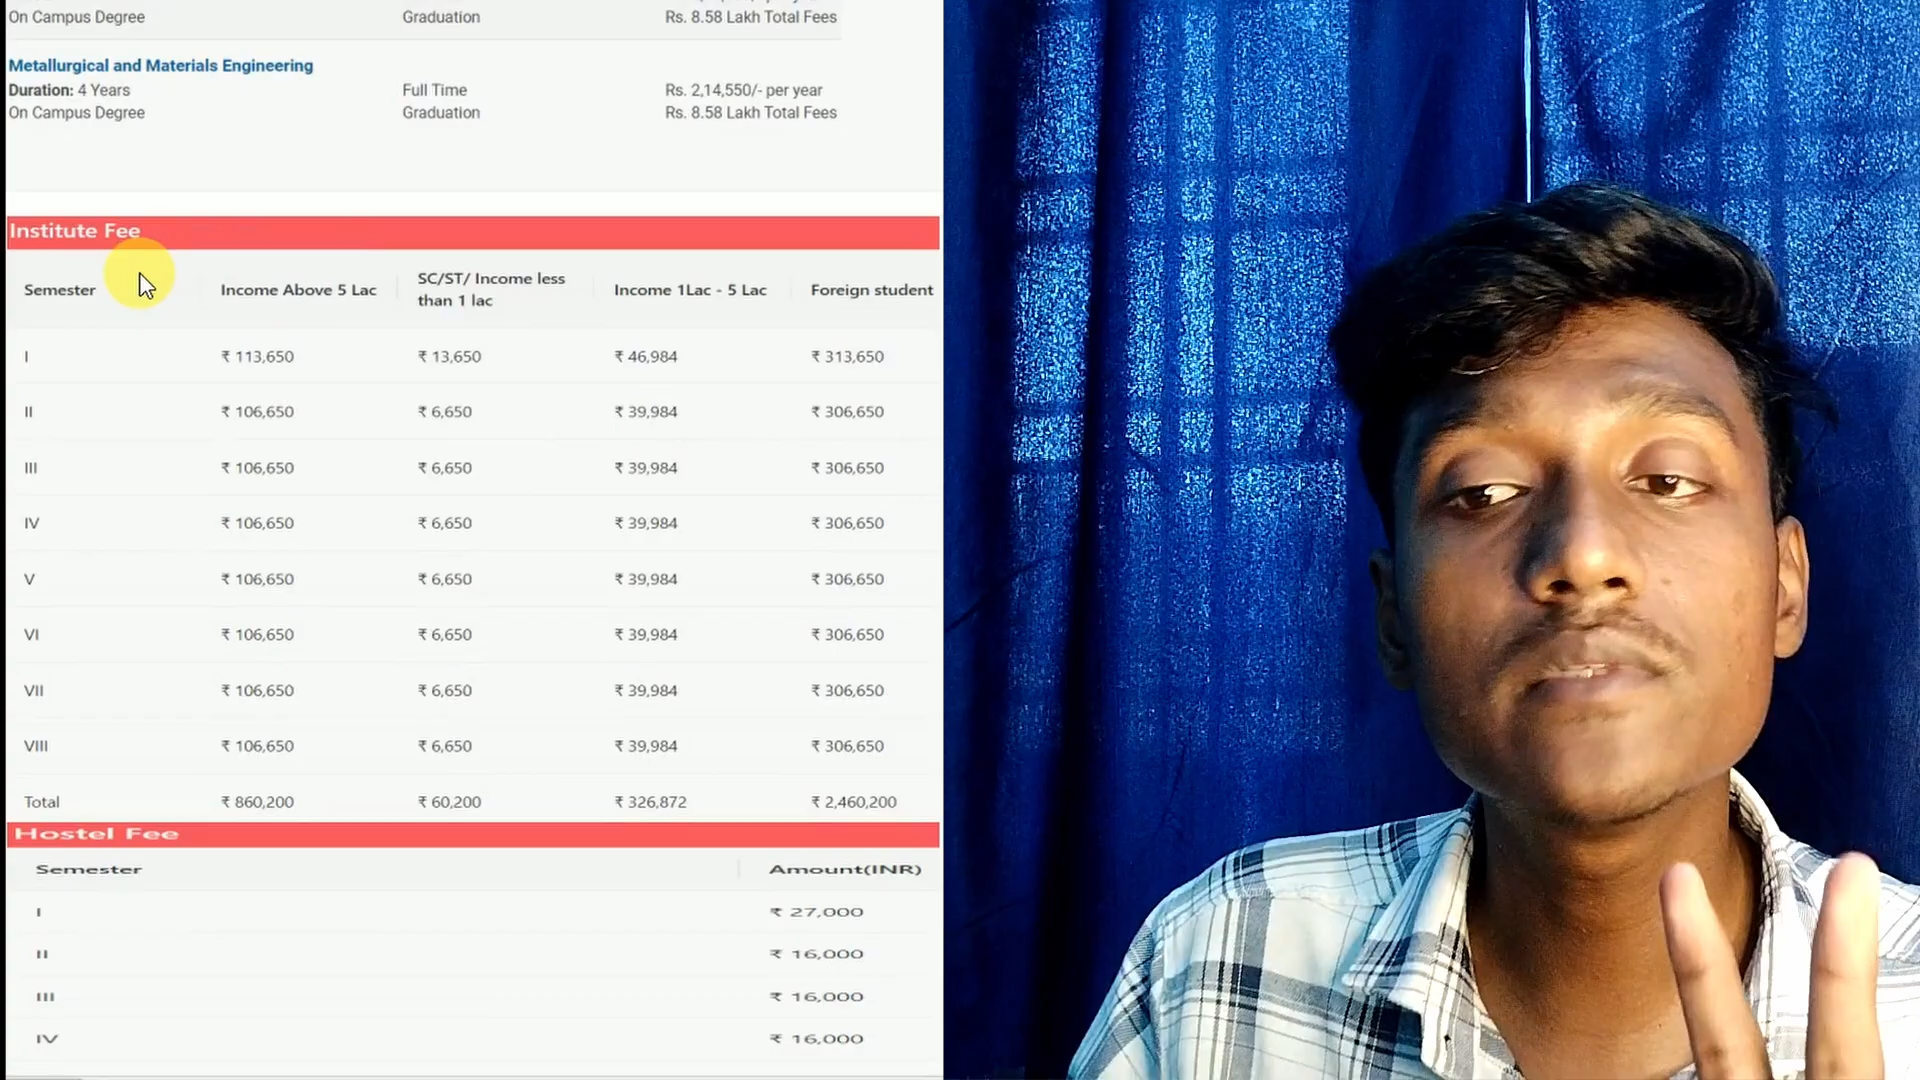 On Campus Degree Graduation Rs. 8.58 Lakh Total Fees
Metallurgical and Materials Engineering
Duration: 4 Years Full Time Rs. 2,14,550/- per year
On Campus Degree Graduation Rs. 8.58 Lakh Total Fees
Institute Fee
Semester Income Above 5 Lac SC/ST/ Income less than 1 lac Income 1Lac - 5 Lac Foreign student
I ₹ 113,650 ₹ 13,650 ₹ 46,984 ₹ 313,650
II ₹ 106,650 ₹ 6,650 ₹ 39,984 ₹ 306,650
III ₹ 106,650 ₹ 6,650 ₹ 39,984 ₹ 306,650
IV ₹ 106,650 ₹ 6,650 ₹ 39,984 ₹ 306,650
V ₹ 106,650 ₹ 6,650 ₹ 39,984 ₹ 306,650
VI ₹ 106,650 ₹ 6,650 ₹ 39,984 ₹ 306,650
VII ₹ 106,650 ₹ 6,650 ₹ 39,984 ₹ 306,650
VIII ₹ 106,650 ₹ 6,650 ₹ 39,984 ₹ 306,650
Total ₹ 860,200 ₹ 60,200 ₹ 326,872 ₹ 2,460,200
Hostel Fee
Semester Amount(INR)
I ₹ 27,000
II ₹ 16,000
III ₹ 16,000
IV ₹ 16,000